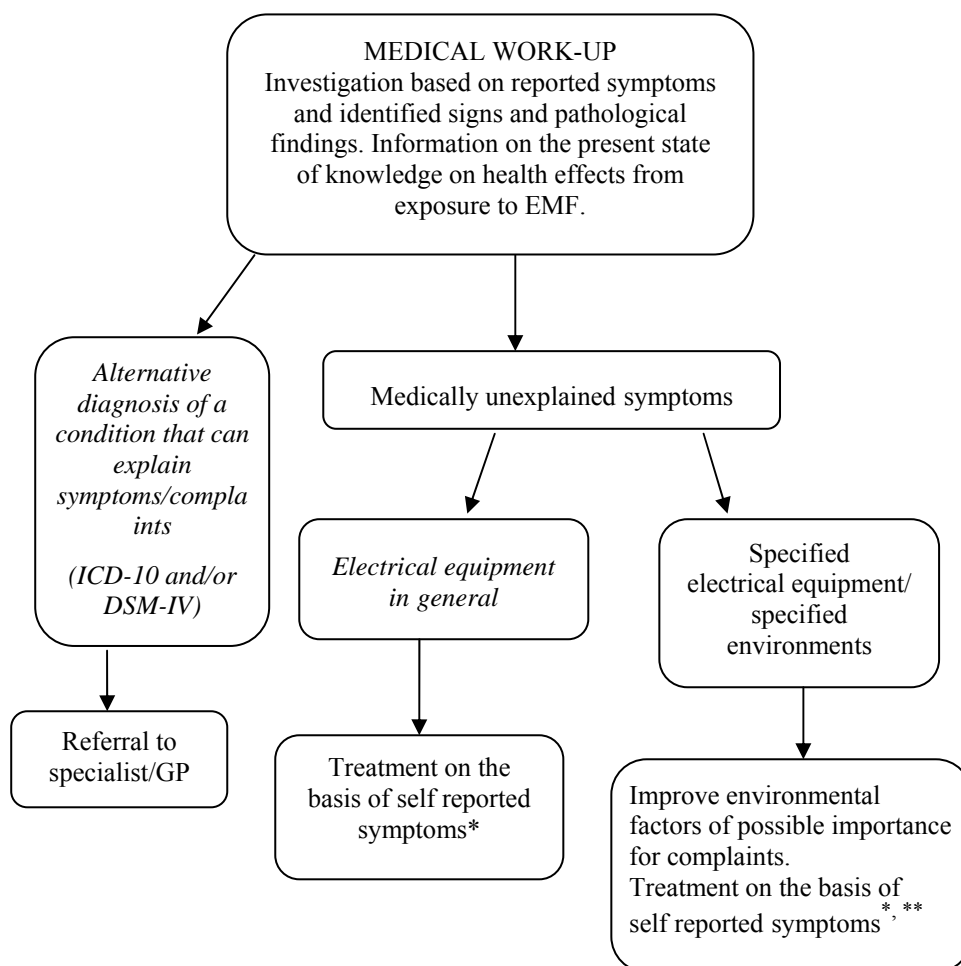 MEDICAL WORK-UP
Investigation based on reported symptoms
and identified signs and pathological
findings. Information on the present state
of knowledge on health effects from
exposure to EMF.
Alternative
diagnosis of a
condition that can
explain
symptoms/compla
ints
(ICD-10 and/or
DSM-IV)
Medically unexplained symptoms
Electrical equipment
in general
Specified
electrical equipment/
specified
environments
Referral to
specialist/GP
Treatment on the
basis of self reported
symptoms*
Improve environmental
factors of possible importance
for complaints.
Treatment on the basis of
self reported symptoms*, **